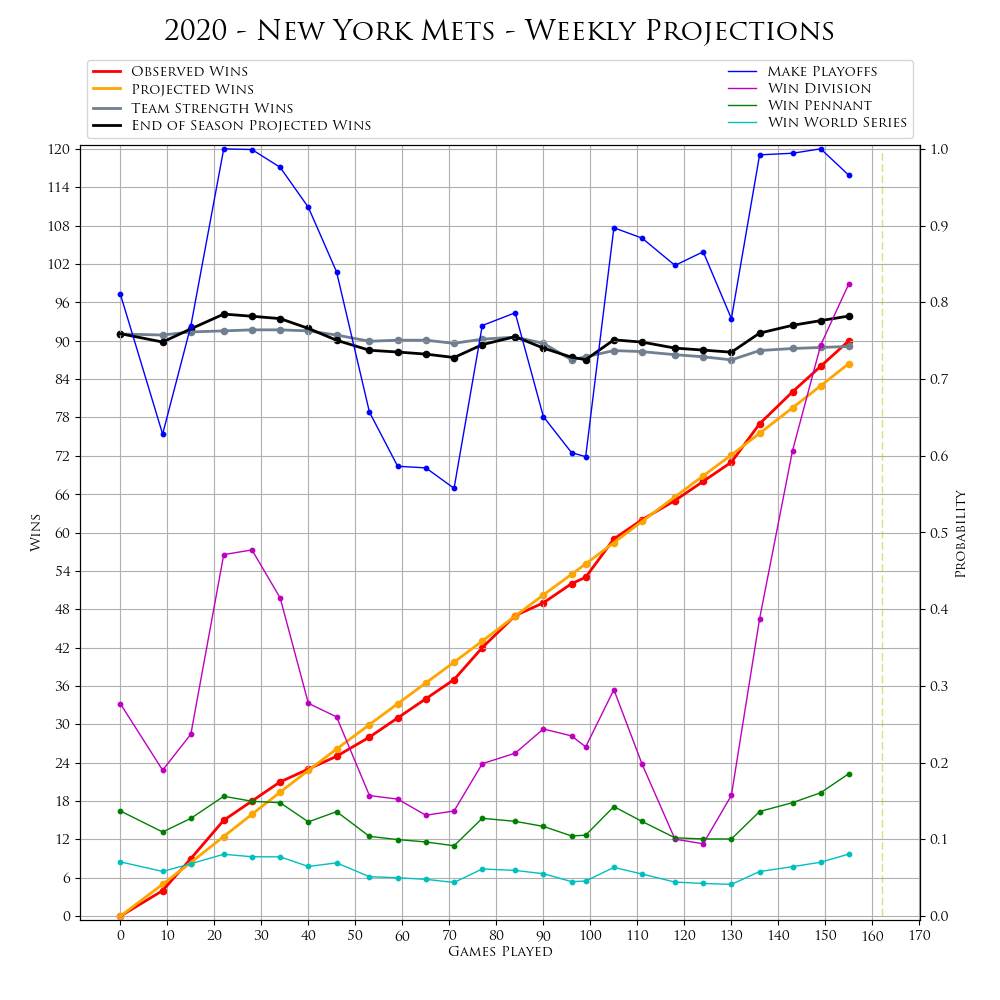 2020 - New York Mets - Weekly Projections
Observed Wins
Projected Wins
Team Strength Wins
End of Season Projected Wins
Make Playoffs
Win Division
Win Pennant
Win World Series
120
114
108
102
96
90
84
78
72
66
60
54
48
42
36
30
24
18
12
6
0
Wins
1.0
0.9
0.8
0.7
0.6
0.5
0.4
0.3
0.2
0.1
0.0
Probability
0 10 20 30 40 50 60 70 80 90 100 110 120 130 140 150 160 170
Games Played